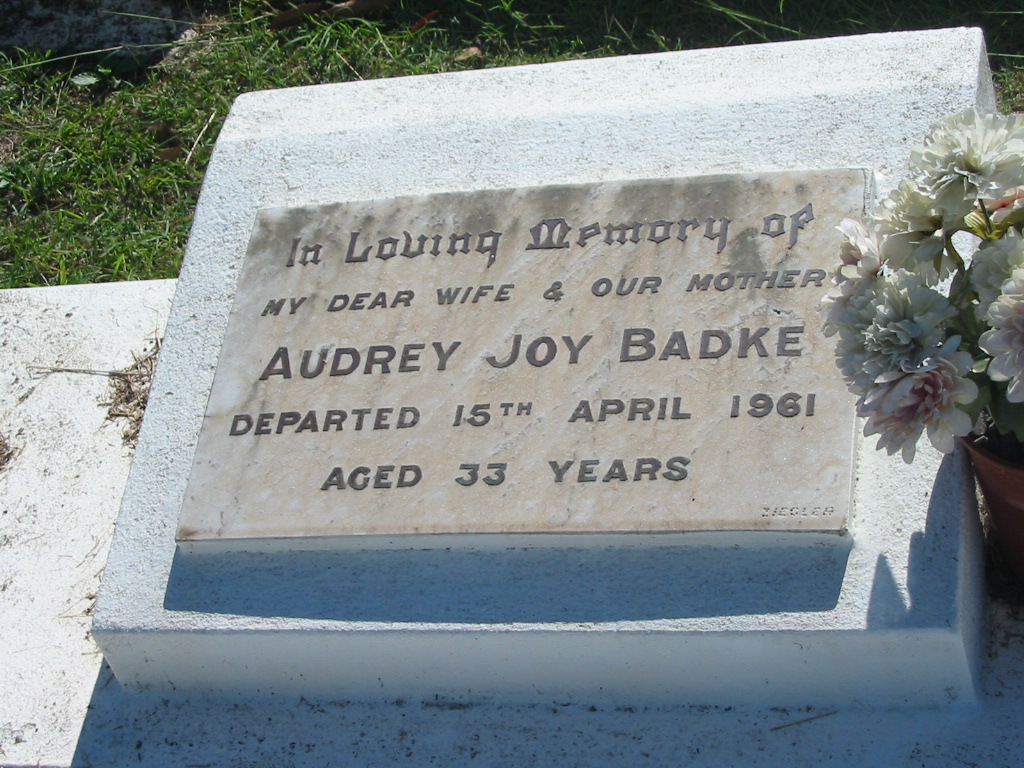 In Loving Memory of
MY DEAR WIFE & OUR MOTHER
AUDREY JOY BADKE
DEPARTED 15TH APRIL 1961
AGED 33 YEARS
ZIEGLER